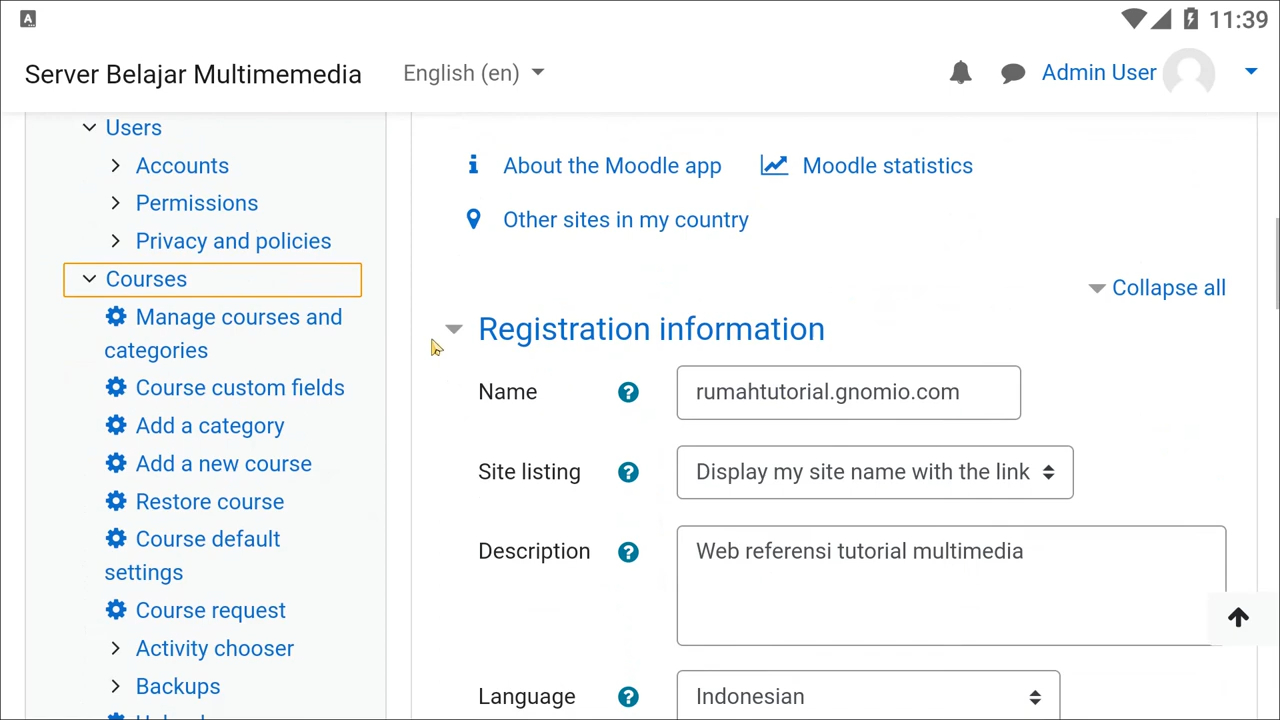 A
11:39
Server Belajar Multimemedia
English (en)
Admin User
Users
Accounts
Permissions
Privacy and policies
Courses
Manage courses and
categories
Course custom fields
Add a category
Add a new course
Restore course
Course default
settings
Course request
Activity chooser
Backups
About the Moodle app
Moodle statistics
Other sites in my country
Collapse all
Registration information
Name
rumahtutorial.gnomio.com
Site listing
Display my site name with the link
Description
Web referensi tutorial multimedia
Language
Indonesian